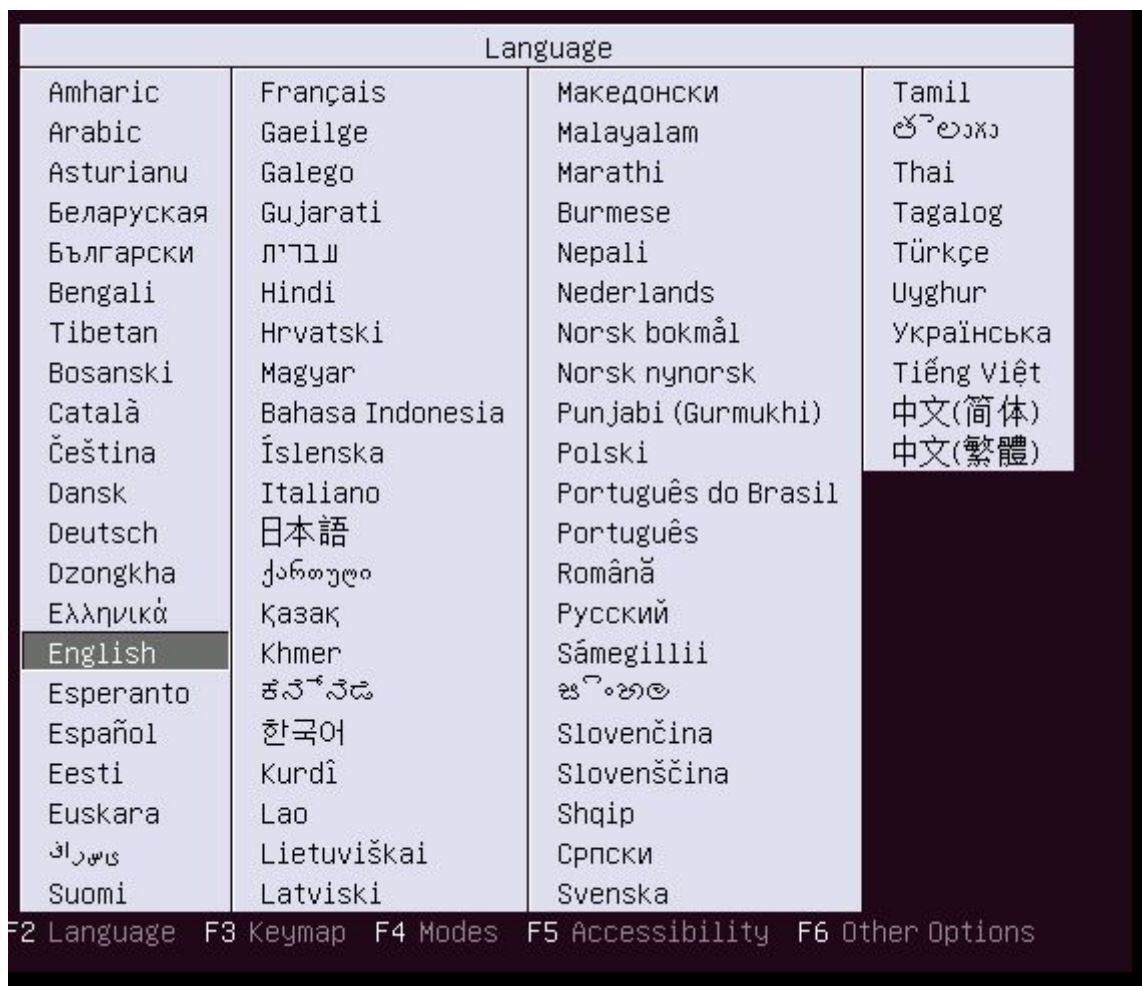 Language
Amharic
Arabic
Asturianu
Беларуская
Български
Bengali
Tibetan
Bosanski
Català
Čeština
Dansk
Deutsch
Dzongkha
Ελληνικά
English
Esperanto
Español
Eesti
Euskara
ﻰﺳﺭﺎﻓ
Suomi
Français
Gaeilge
Galego
Gujarati
עברית
Hindi
Hrvatski
Magyar
Bahasa Indonesia
Íslenska
Italiano
日本語
ქართული
Қазақ
Khmer
ಕನ್ನಡ
한국어
Kurdî
Lao
Lietuviškai
Latviski
Македонски
Malayalam
Marathi
Burmese
Nepali
Nederlands
Norsk bokmål
Norsk nynorsk
Punjabi (Gurmukhi)
Polski
Português do Brasil
Português
Română
Русский
Sámegillii
සිංහල
Slovenčina
Slovenščina
Shqip
Српски
Svenska
Tamil
తెలుగు
Thai
Tagalog
Türkçe
Uyghur
Українська
Tiếng Việt
中文(简体)
中文(繁體)
F2 Language F3 Keymap F4 Modes F5 Accessibility F6 Other Options